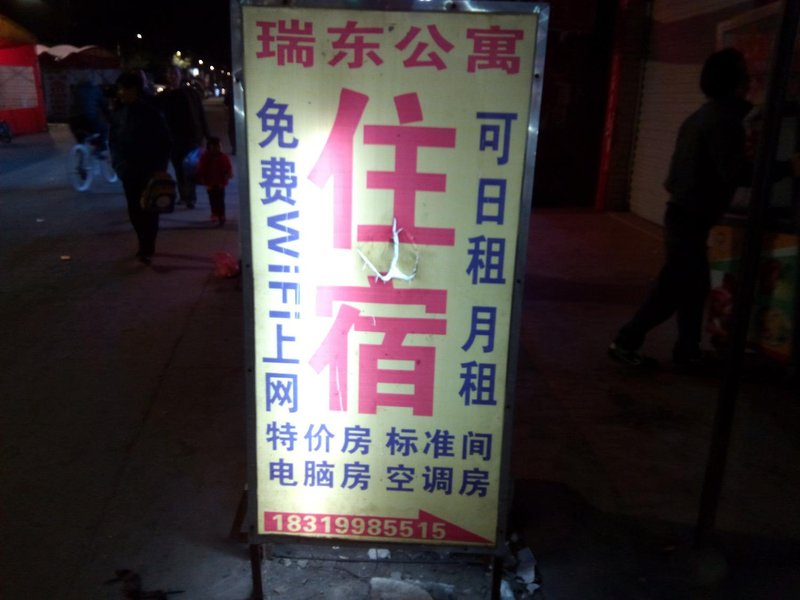 瑞东公寓
免费WiFi上网
住宿
可日租 月租
特价房 标准间
电脑房 空调房
18319985515